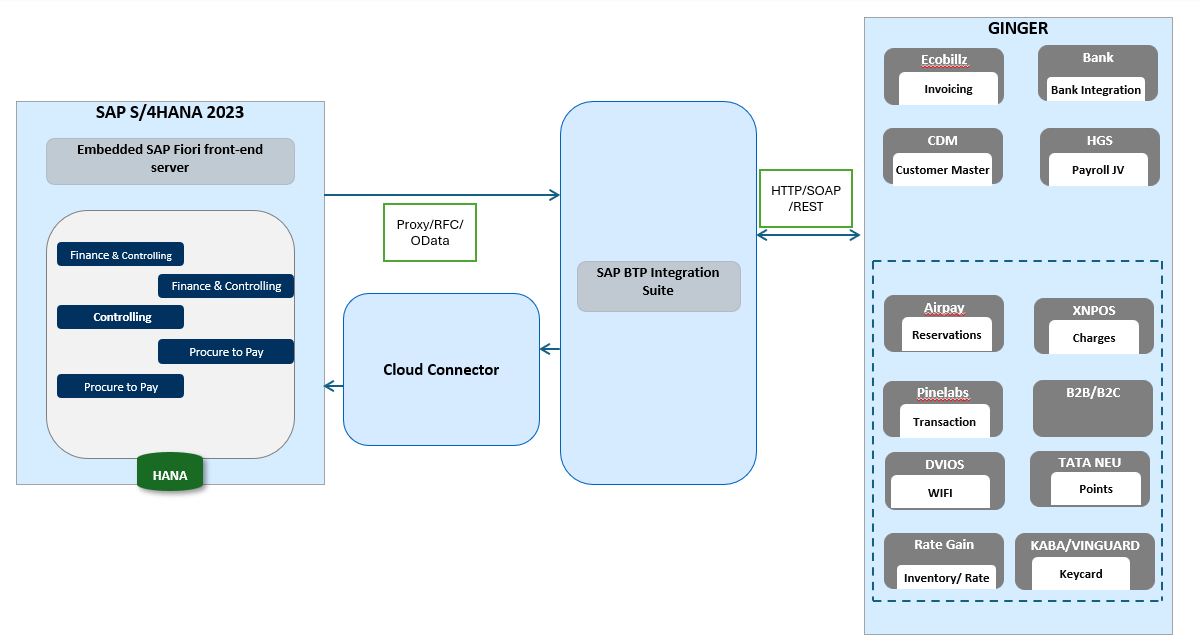 SAP S/4HANA 2023
Embedded SAP Fiori front-end
server
Finance & Controlling
Finance & Controlling
Controlling
Procure to Pay
Procure to Pay
HANA
Proxy/RFC/
OData
Cloud Connector
SAP BTP Integration
Suite
HTTP/SOAP
/REST
GINGER
Ecobillz
Invoicing
Bank
Bank Integration
CDM
Customer Master
HGS
Payroll JV
Airpay
Reservations
XNPOS
Charges
Pinelabs
Transaction
B2B/B2C
DVIOS
WIFI
TATA NEU
Points
Rate Gain
Inventory/ Rate
KABA/VINGUARD
Keycard